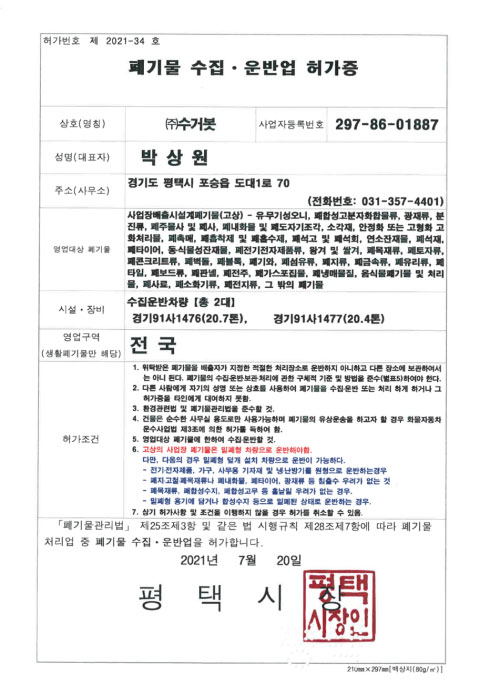 허가번호 제 2021-34 호
폐기물 수집·운반업 허가증
상호(명칭)
㈜수거봇
사업자등록번호
297-86-01887
성명(대표자)
박 상 원
주소(사무소)
경기도 평택시 포승읍 도대1로 70
(전화번호: 031-357-4401)
영업대상 폐기물
사업장배출시설계폐기물(고상) - 유·무기성오니, 폐합성고분자화합물류, 광재류, 분
진류, 폐주물사 및 폐사, 폐내화물 및 폐도자기조각, 소각재, 안정화 또는 고형화 고
화처리물, 폐촉매, 폐흡착제 및 폐흡수제, 폐석고 및 폐석회, 연소잔재물, 폐석재,
폐타이어, 동·식물성잔재물, 폐전기전자제품류, 왕겨 및 쌀겨, 폐목재류, 폐토자류,
폐콘크리트류, 폐벽돌, 폐블록, 폐기와, 폐섬유류, 폐지류, 폐금속류, 폐유리류, 폐
타일, 폐보드류, 폐판넬, 폐전주, 폐가스포집물, 폐냉매물질, 음식물폐기물 및 처리
물, 폐사료, 폐소화기류, 폐전지류, 그 밖의 폐기물
시설·장비
수집운반차량 【총 2대】
경기91사1476(20.7톤), 경기91사1477(20.4톤)
영업구역
(생활폐기물만 해당)
전 국
허가조건
1. 위탁받은 폐기물을 배출자가 지정한 적절한 처리장소로 운반하지 아니하고 다른 장소에 보관하여서
는 아니 된다. 폐기물의 수집·운반·보관·처리에 관한 구체적 기준 및 방법을 준수(별표5)하여야 한다.
2. 다른 사람에게 자기의 성명 또는 상호를 사용하여 폐기물을 수집·운반 또는 처리 하게 하거나 그
허가증을 타인에게 대여하지 못함.
3. 환경관련법 및 폐기물관리법을 준수할 것.
4. 건물은 순수한 사무실 용도로만 사용가능하며 폐기물의 유상운송을 하고자 할 경우 화물자동차
운수사업법 제3조에 의한 허가를 득하여야 함.
5. 영업대상 폐기물에 한하여 수집·운반할 것.
6. 고상의 사업장 폐기물은 밀폐형 차량으로 운반해야함.
다만, 다음의 경우 밀폐형 덮개 설치 차량으로 운반이 가능하다.
- 전기·전자제품, 가구, 사무용 기자재 및 냉난방기를 원형으로 운반하는경우
- 폐지·고철·폐목재류나 폐내화물, 폐타이어, 광재류 등 침출수 우려가 없는 것
- 폐목재류, 폐합성수지, 폐합성고무 등 흩날릴 우려가 없는 경우.
- 밀폐형 용기에 담거나 합성수지 등으로 밀폐된 상태로 운반하는 경우.
7. 상기 허가사항 및 조건을 이행하지 않을 경우 허가를 취소할 수 있음.
「폐기물관리법」 제25조제3항 및 같은 법 시행규칙 제28조제7항에 따라 폐기물
처리업 중 폐기물 수집·운반업을 허가합니다.
2021년 7월 20일
평 택 시 장
평택
시장인
210㎜×297㎜[백상지(80g/㎡)]